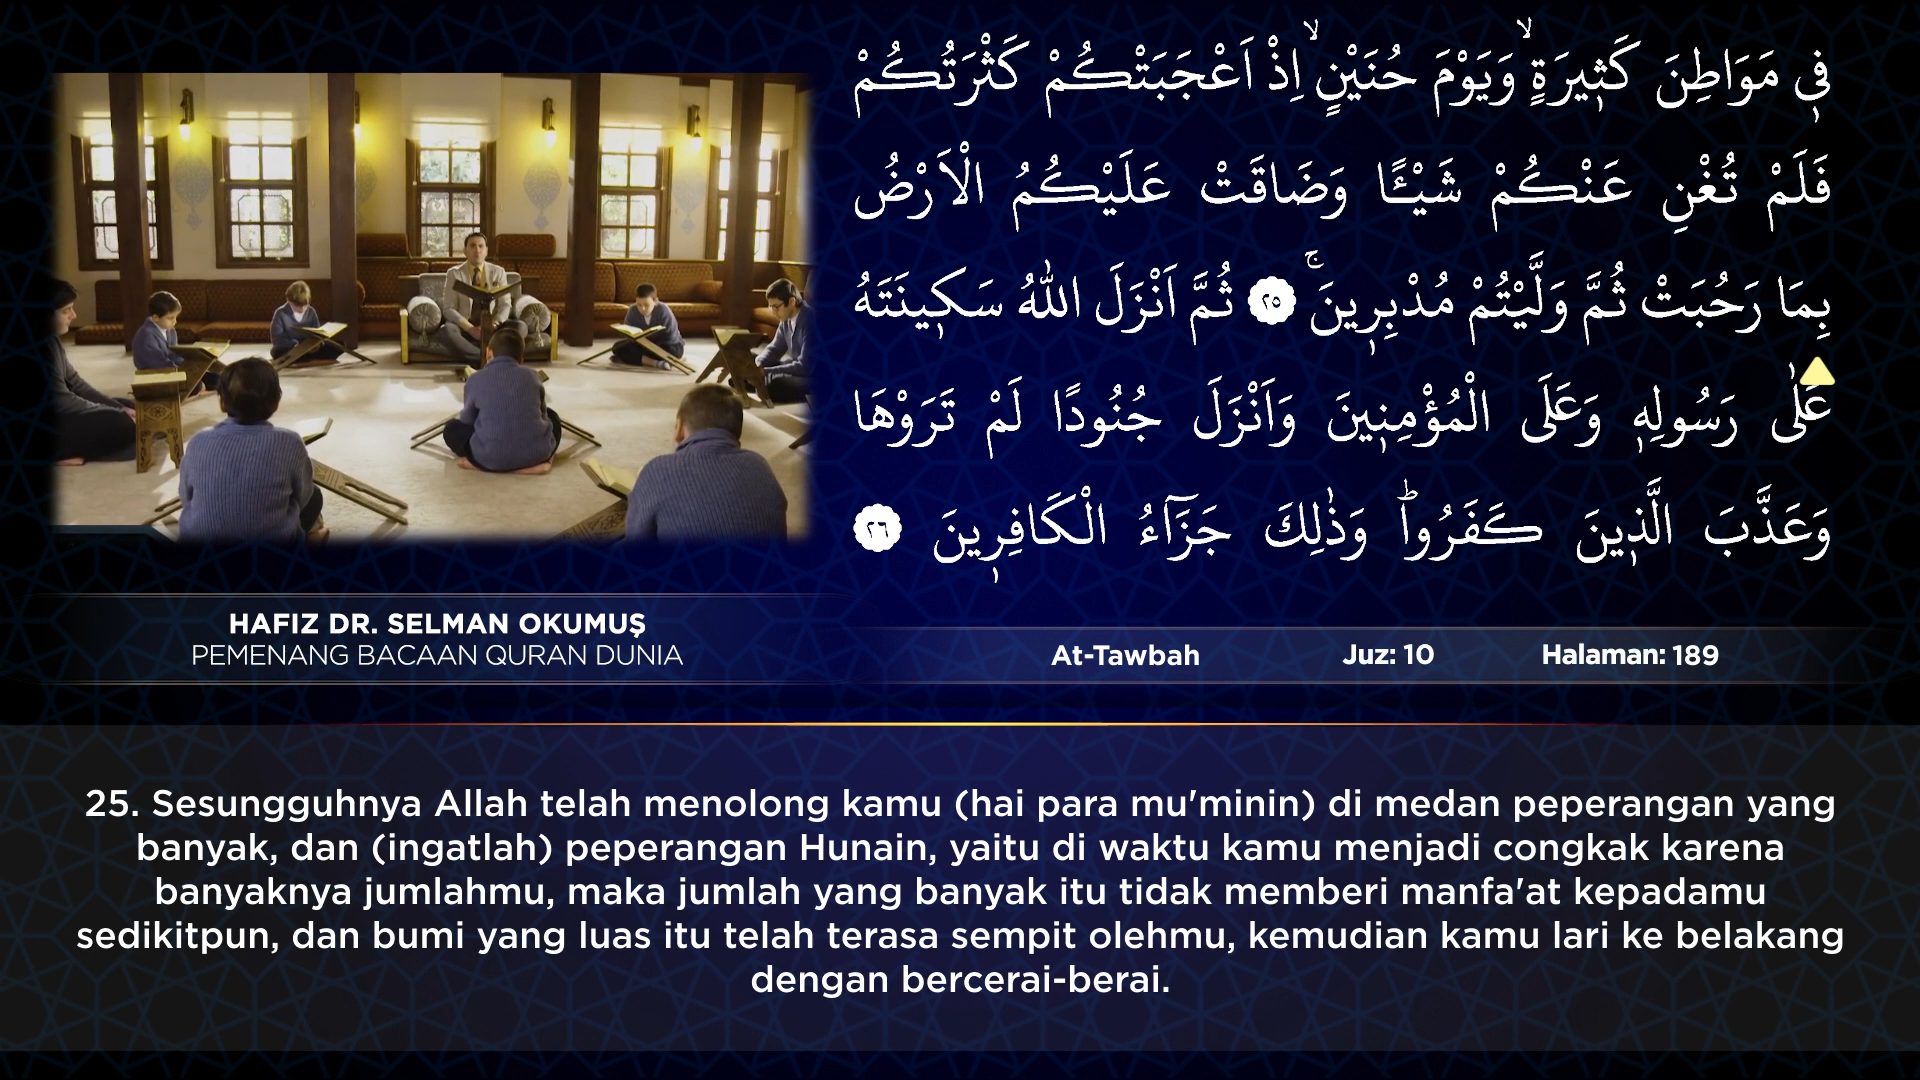 فٖي مَوَاطِنَ كَثٖيرَةٍۙ وَيَوْمَ حُنَيْنٍۙ اِذْ اَعْجَبَتْكُمْ كَثْرَتُكُمْ
فَلَمْ تُغْنِ عَنْكُمْ شَيْـًٔا وَضَاقَتْ عَلَيْكُمُ الْاَرْضُ
بِمَا رَحُبَتْ ثُمَّ وَلَّيْتُمْ مُدْبِرٖينَۚ ٢٥ ثُمَّ اَنْزَلَ اللّٰهُ سَكٖينَتَهُ
عَلٰى رَسُولِهٖ وَعَلَى الْمُؤْمِنٖينَ وَاَنْزَلَ جُنُودًا لَمْ تَرَوْهَا
وَعَذَّبَ الَّذٖينَ كَفَرُواؕ وَذٰلِكَ جَزَٓاءُ الْكَافِرٖينَ ٢٦
HAFIZ DR. SELMAN OKUMUŞ
PEMENANG BACAAN QURAN DUNIA
At-Tawbah Juz: 10 Halaman: 189
25. Sesungguhnya Allah telah menolong kamu (hai para mu'minin) di medan peperangan yang
banyak, dan (ingatlah) peperangan Hunain, yaitu di waktu kamu menjadi congkak karena
banyaknya jumlahmu, maka jumlah yang banyak itu tidak memberi manfa'at kepadamu
sedikitpun, dan bumi yang luas itu telah terasa sempit olehmu, kemudian kamu lari ke belakang
dengan bercerai-berai.